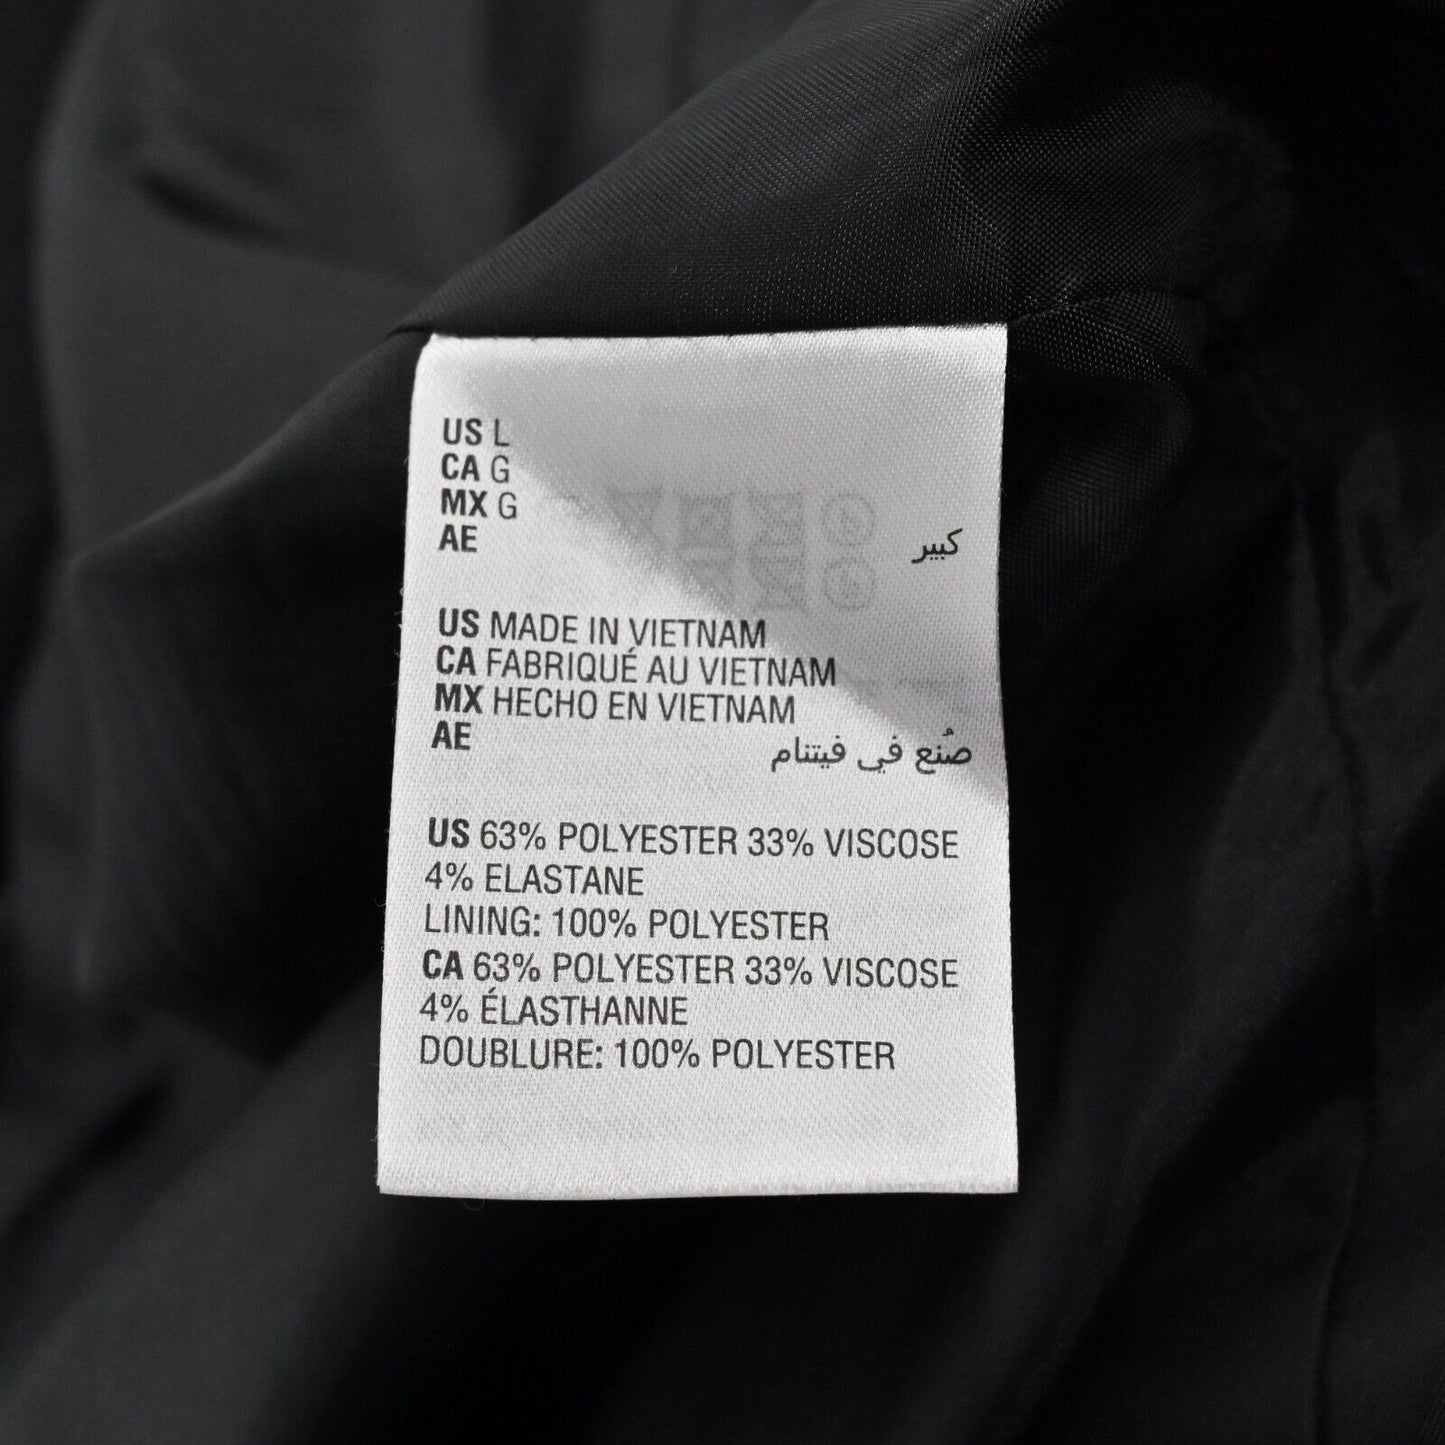 US L
CA G
MX G
AE كبير
US MADE IN VIETNAM
CA FABRIQUÉ AU VIETNAM
MX HECHO EN VIETNAM
AE صُنع في فيتنام
US 63% POLYESTER 33% VISCOSE
4% ELASTANE
LINING: 100% POLYESTER
CA 63% POLYESTER 33% VISCOSE
4% ÉLASTHANNE
DOUBLURE: 100% POLYESTER